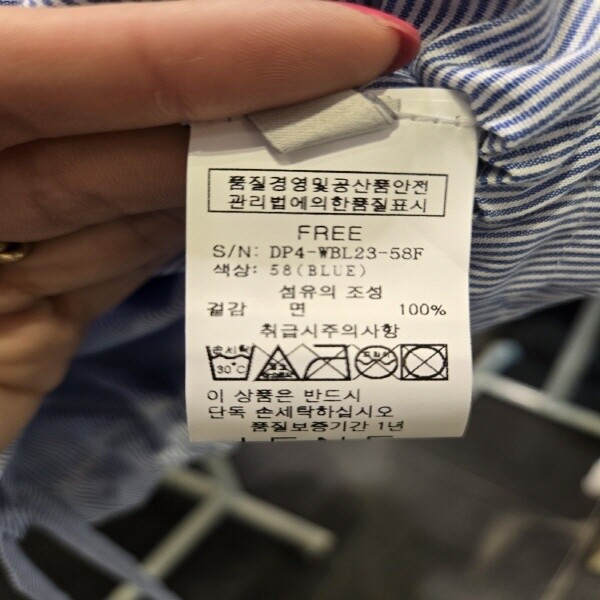 품질경영및공산품안전
관리법에의한품질표시
FREE
S/N: DP4-WBL23-58F
색상: 58(BLUE)
섬유의 조성
겉감 면 100%
취급시주의사항
손세탁
30°C
드라이
이 상품은 반드시
단독 손세탁하십시오
품질보증기간 1년